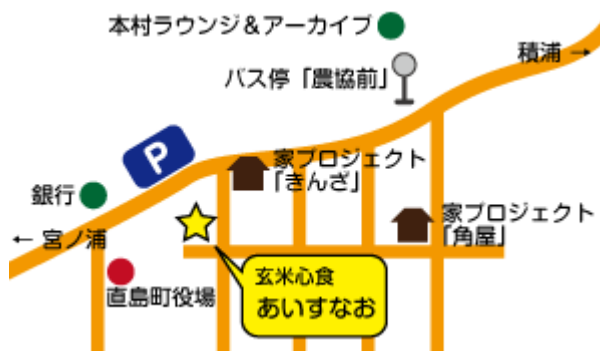 本村ラウンジ＆アーカイブ
積浦 →
バス停「農協前」
P
家プロジェクト
「きんざ」
銀行
家プロジェクト
「角屋」
← 宮ノ浦
玄米心食
あいすなお
直島町役場